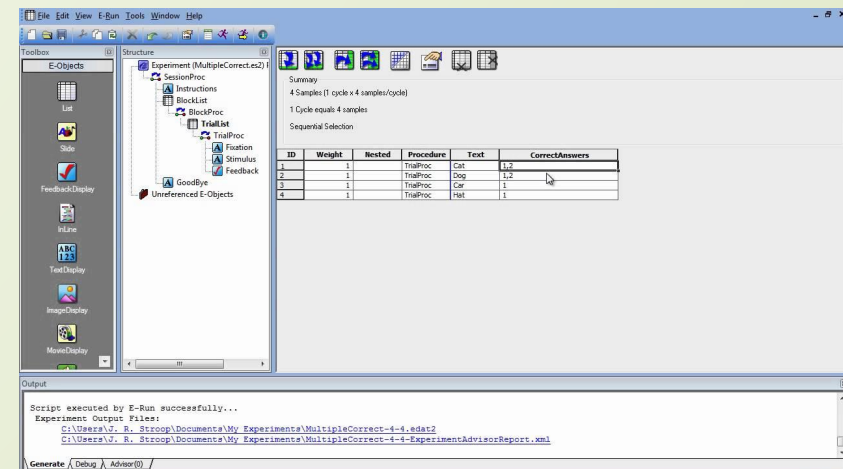 File Edit View E-Run Tools Window Help
Toolbox
E-Objects
List
Slide
FeedbackDisplay
InLine
TextDisplay
ImageDisplay
MovieDisplay
Structure
Experiment (MultipleCorrect.es2)
SessionProc
Instructions
BlockList
BlockProc
TrialList
TrialProc
Fixation
Stimulus
Feedback
GoodBye
Unreferenced E-Objects
Summary
4 Samples (1 cycle x 4 samples/cycle)
1 Cycle equals 4 samples
Sequential Selection
ID Weight Nested Procedure Text CorrectAnswers
1 1 TrialProc Cat 1,2
2 1 TrialProc Dog 1,2
3 1 TrialProc Car 1
4 1 TrialProc Hat 1
Output
Script executed by E-Run successfully...
Experiment Output Files:
C:\Users\J. R. Stroop\Documents\My Experiments\MultipleCorrect-4-4.edat2
C:\Users\J. R. Stroop\Documents\My Experiments\MultipleCorrect-4-4-ExperimentAdvisorReport.xml
Generate Debug Advisor(0)